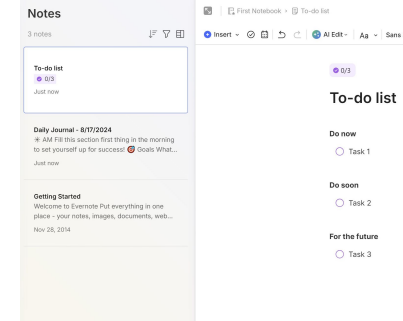 Notes
3 notes
To-do list
0/3
Just now
Daily Journal - 8/17/2024
☀ AM Fill this section first thing in the morning
to set yourself up for success! 🎯 Goals What...
Just now
Getting Started
Welcome to Evernote Put everything in one
place - your notes, images, documents, web...
Nov 28, 2014
First Notebook > To-do list
Insert AI Edit Aa Sans
0/3
To-do list
Do now
Task 1
Do soon
Task 2
For the future
Task 3